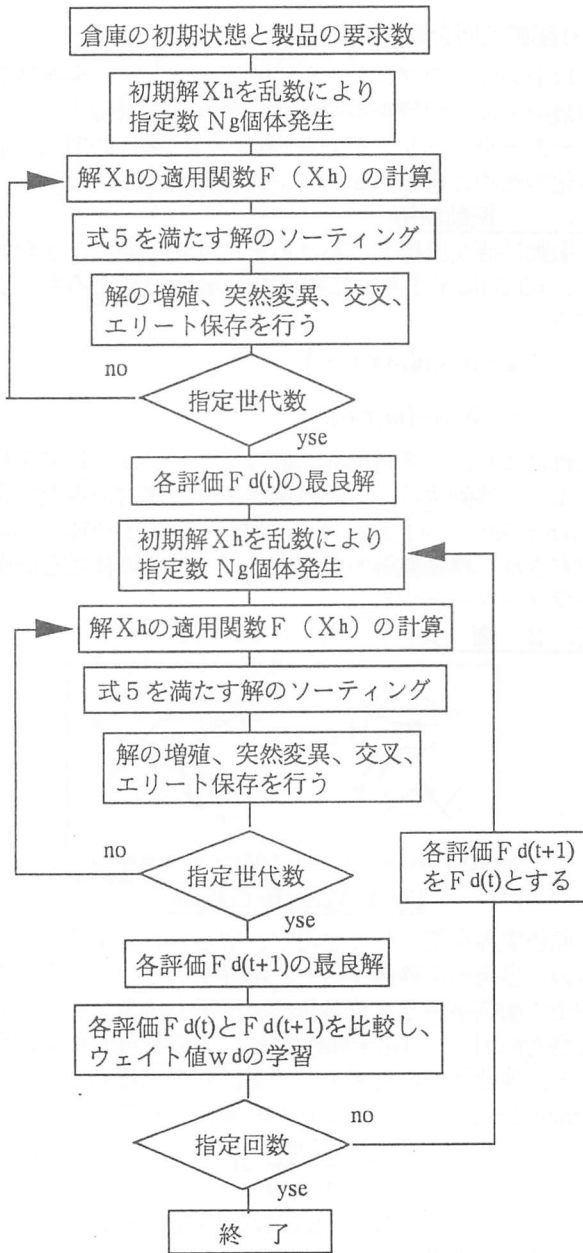 倉庫の初期状態と製品の要求数
初期解Xhを乱数により
指定数 Ng個体発生
解Xhの適用関数F（Xh）の計算
式5を満たす解のソーティング
解の増殖、突然変異、交叉、
エリート保存を行う
no
指定世代数
yse
各評価Fd(t)の最良解
初期解Xhを乱数により
指定数 Ng個体発生
解Xhの適用関数F（Xh）の計算
式5を満たす解のソーティング
解の増殖、突然変異、交叉、
エリート保存を行う
no
指定世代数
yse
各評価Fd(t+1)
をFd(t)とする
各評価Fd(t+1)の最良解
各評価Fd(t)とFd(t+1)を比較し、
ウェイト値wdの学習
no
指定回数
yse
終 了